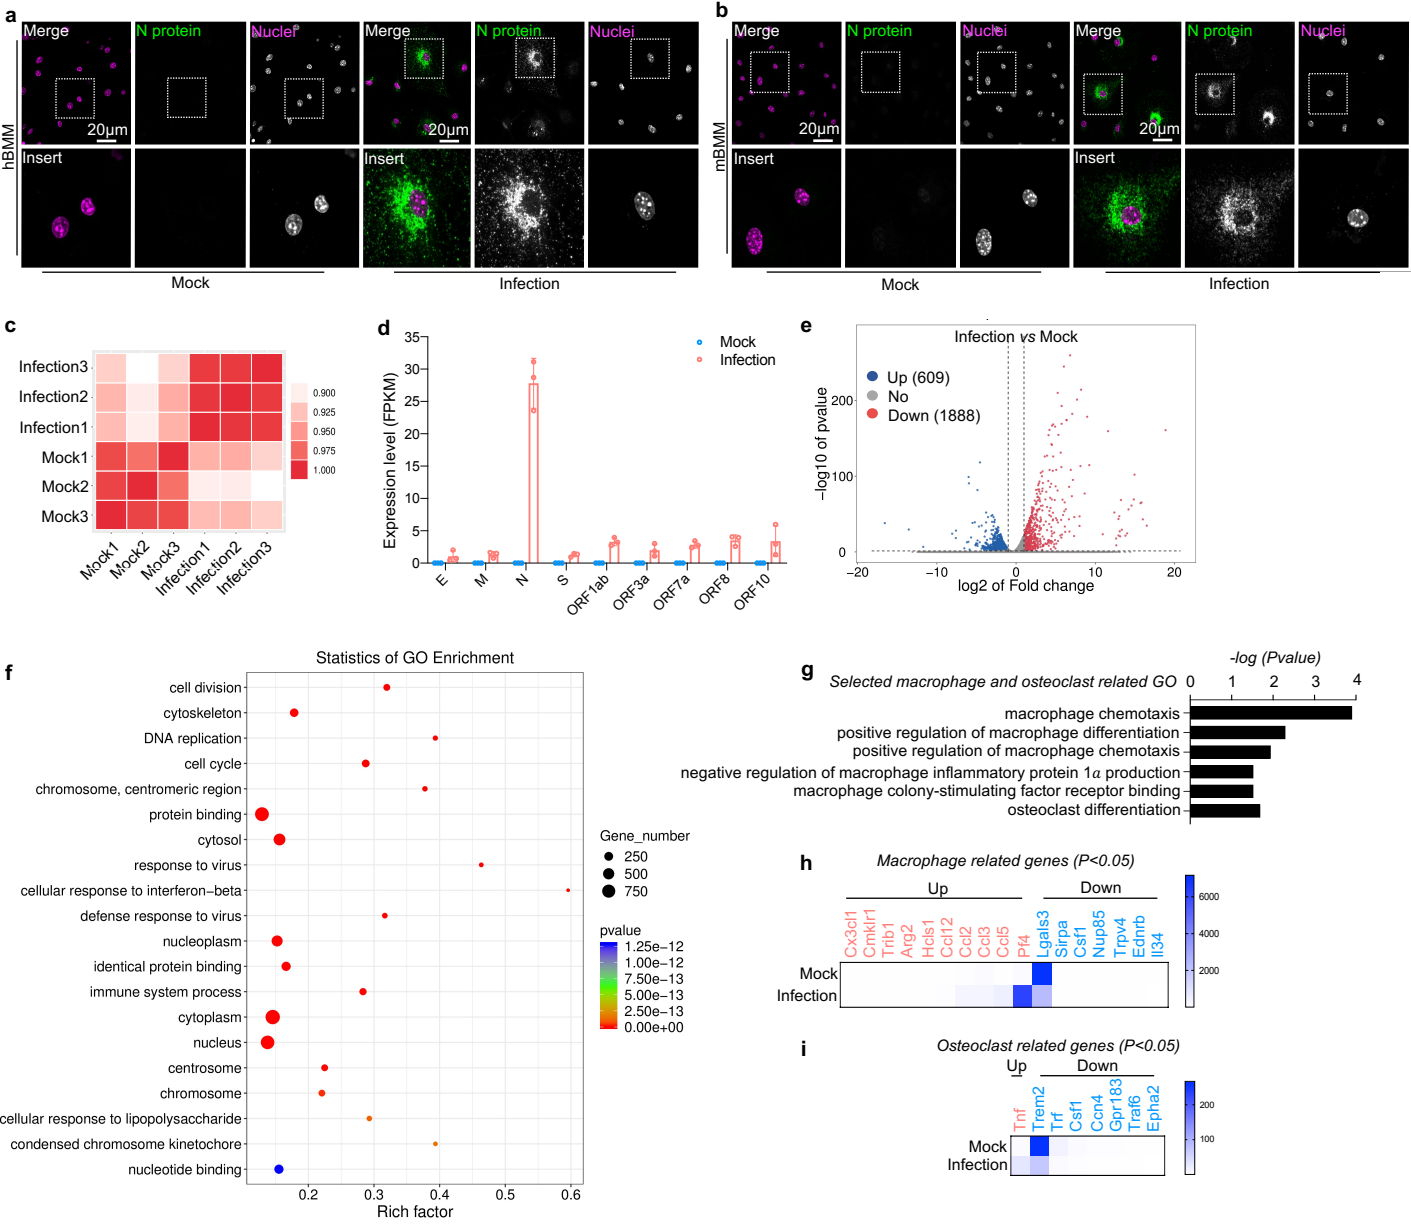 a
Merge
N protein
Nuclei
Merge
N protein
Nuclei
20μm
20μm
hBMM
Insert
Insert
Mock
Infection
b
Merge
N protein
Nuclei
Merge
N protein
Nuclei
20μm
20μm
mBMM
Insert
Insert
Mock
Infection
c
Infection3
Infection2
Infection1
Mock1
Mock2
Mock3
Mock1
Mock2
Mock3
Infection1
Infection2
Infection3
0.900
0.925
0.950
0.975
1.000
d
Expression level (FPKM)
35
30
25
20
15
10
5
0
Mock
Infection
E
M
N
S
ORF1ab
ORF3a
ORF7a
ORF8
ORF10
e
Infection vs Mock
Up (609)
No
Down (1888)
−log10 of pvalue
200
100
0
−20
−10
0
10
20
log2 of Fold change
f
Statistics of GO Enrichment
cell division
cytoskeleton
DNA replication
cell cycle
chromosome, centromeric region
protein binding
cytosol
response to virus
cellular response to interferon−beta
defense response to virus
nucleoplasm
identical protein binding
immune system process
cytoplasm
nucleus
centrosome
chromosome
cellular response to lipopolysaccharide
condensed chromosome kinetochore
nucleotide binding
0.2
0.3
0.4
0.5
0.6
Rich factor
Gene_number
250
500
750
pvalue
1.25e−12
1.00e−12
7.50e−13
5.00e−13
2.50e−13
0.00e+00
g
-log (Pvalue)
Selected macrophage and osteoclast related GO
0
1
2
3
4
macrophage chemotaxis
positive regulation of macrophage differentiation
positive regulation of macrophage chemotaxis
negative regulation of macrophage inflammatory protein 1α production
macrophage colony-stimulating factor receptor binding
osteoclast differentiation
h
Macrophage related genes (P<0.05)
Up
Down
Cx3cl1
Cmklr1
Trib1
Arg2
Hcls1
Ccl12
Ccl2
Ccl3
Ccl5
Pf4
Lgals3
Sirpa
Csf1
Nup85
Trpv4
Ednrb
Il34
Mock
Infection
6000
4000
2000
i
Osteoclast related genes (P<0.05)
Up
Down
Tnf
Trem2
Trf
Csf1
Ccn4
Gpr183
Traf6
Epha2
Mock
Infection
200
100